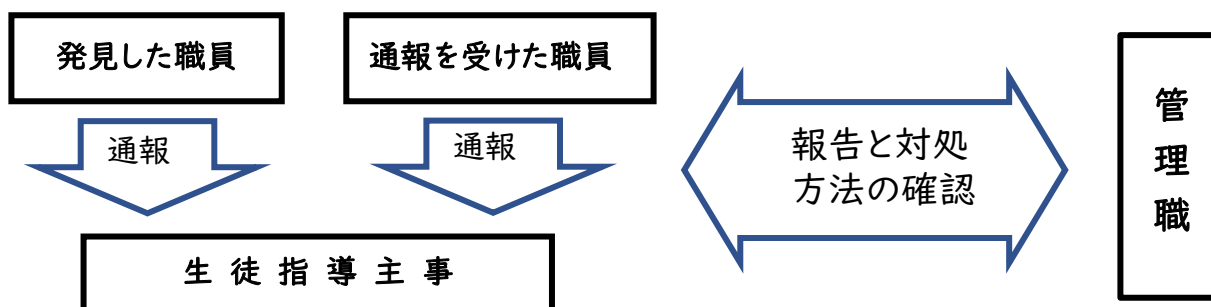 発見した職員
通報を受けた職員
通報
通報
生徒指導主事
報告と対処
方法の確認
管理職